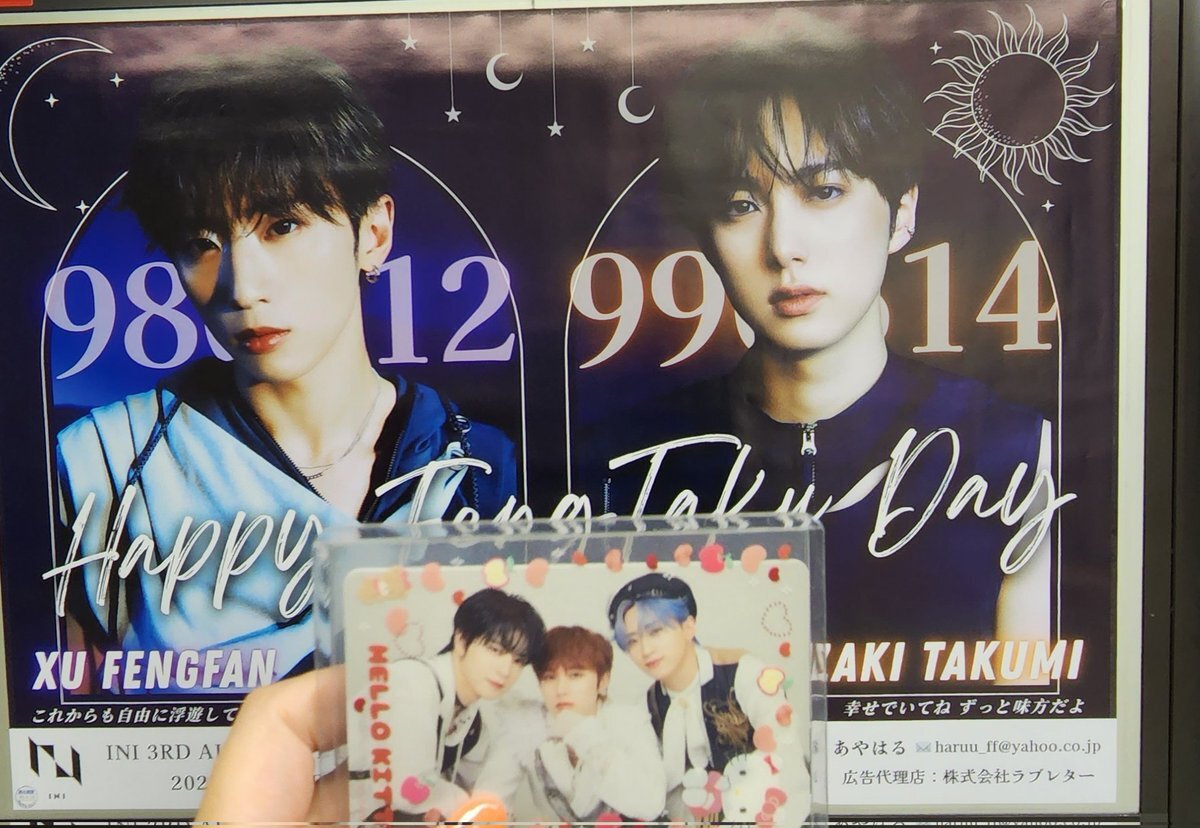 98 12
99 14
Happy Taku Day
XU FENGFAN
AKI TAKUMI
これからも自由に浮遊して
幸せでいてね ずっと味方だよ
INI
INI 3RD
202
あやはる haruu_ff@yahoo.co.jp
広告代理店:株式会社ラブレター
HELLO KITT